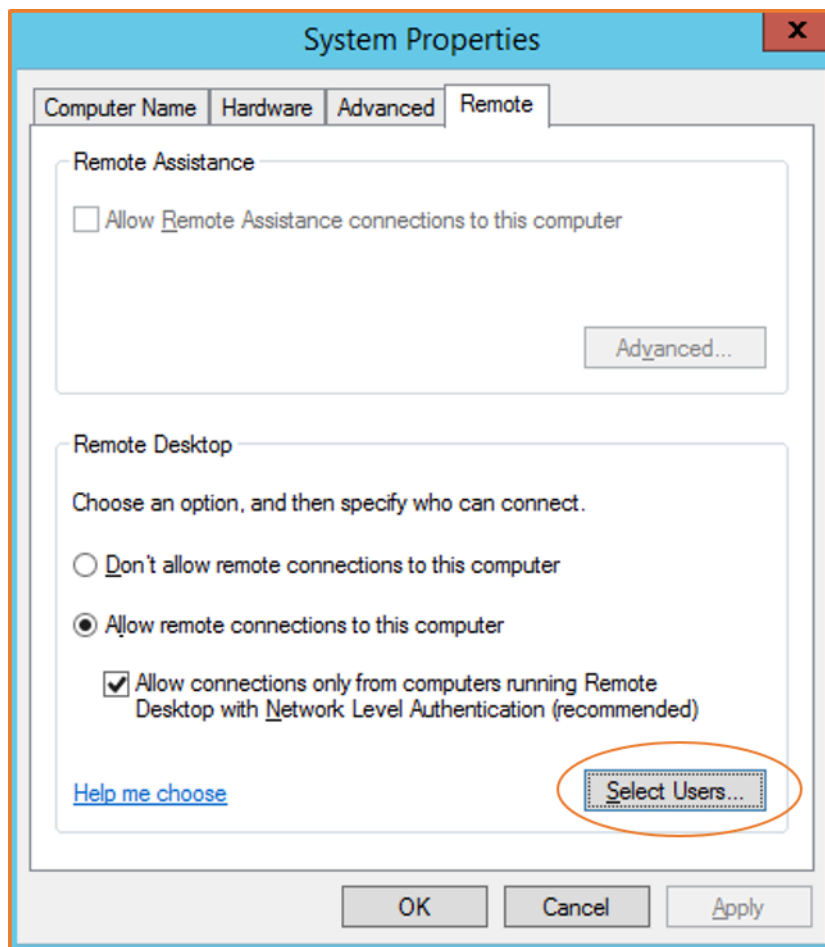 System Properties
x
Computer Name
Hardware
Advanced
Remote
Remote Assistance
Allow Remote Assistance connections to this computer
Advanced...
Remote Desktop
Choose an option, and then specify who can connect.
Don't allow remote connections to this computer
Allow remote connections to this computer
Allow connections only from computers running Remote
Desktop with Network Level Authentication (recommended)
Help me choose
Select Users...
OK
Cancel
Apply